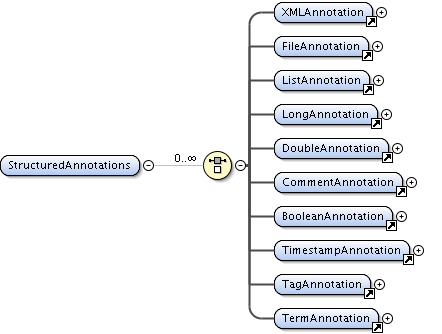 XMLAnnotation
FileAnnotation
ListAnnotation
LongAnnotation
DoubleAnnotation
StructuredAnnotations 0..∞
CommentAnnotation
BooleanAnnotation
TimestampAnnotation
TagAnnotation
TermAnnotation